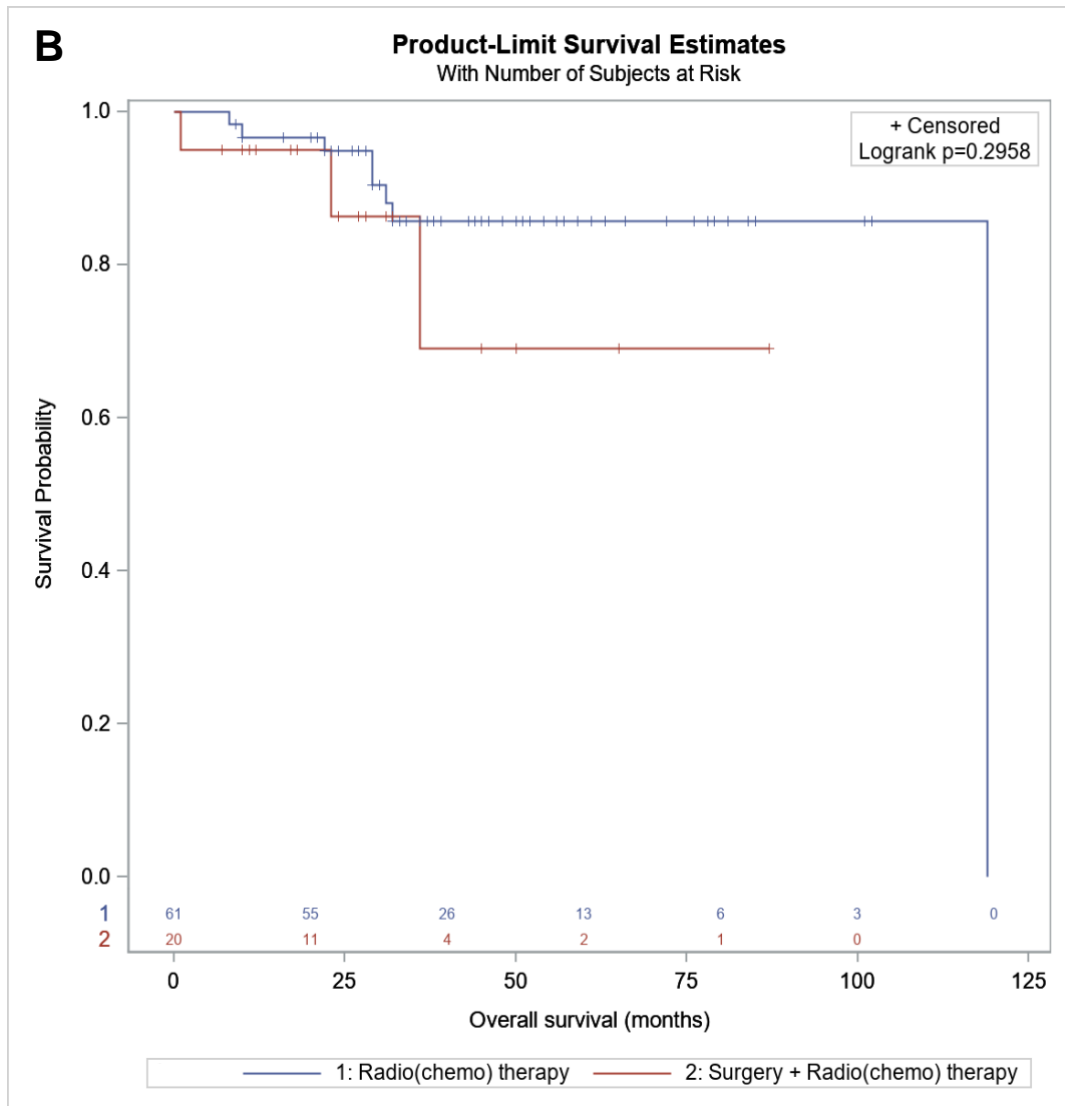 B
Product-Limit Survival Estimates
With Number of Subjects at Risk
+ Censored
Logrank p=0.2958
1.0
0.8
0.6
0.4
0.2
0.0
Survival Probability
1 61 55 26 13 6 3 0
2 20 11 4 2 1 0
0 25 50 75 100 125
Overall survival (months)
1: Radio(chemo) therapy 2: Surgery + Radio(chemo) therapy